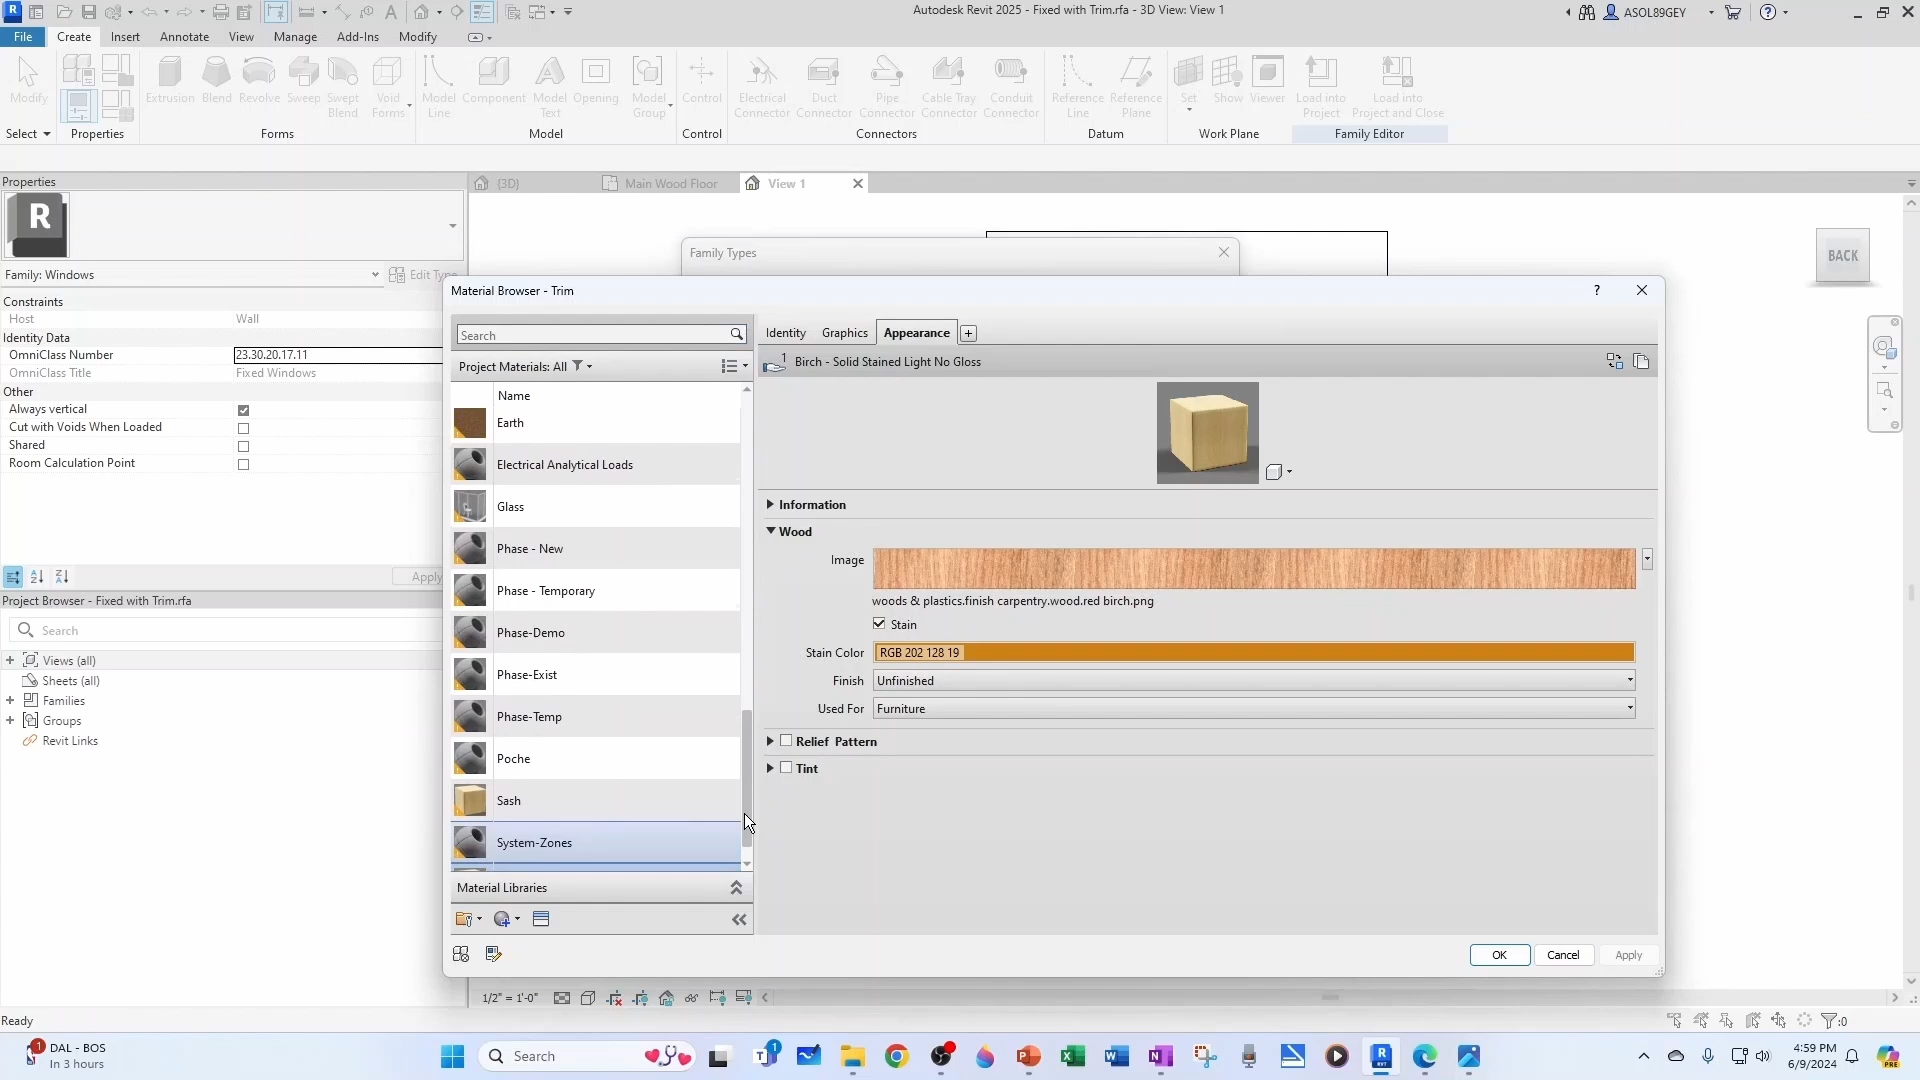 Autodesk Revit 2025 - Fixed with Trim.rfa - 3D View: View 1
ASOL89GEY
File
Create
Insert
Annotate
View
Manage
Add-Ins
Modify
Modify
Extrusion
Blend
Revolve
Sweep
Swept Blend
Void Forms
Model Line
Component
Model Text
Opening
Model Group
Control
Electrical Connector
Duct Connector
Pipe Connector
Cable Tray Connector
Conduit Connector
Reference Line
Reference Plane
Set
Show
Viewer
Load into Project
Load into Project and Close
Select
Properties
Forms
Model
Control
Connectors
Datum
Work Plane
Family Editor
Properties
{3D}
Main Wood Floor
View 1
R
Family: Windows
Edit Type
Constraints
Host Wall
Identity Data
OmniClass Number 23.30.20.17.11
OmniClass Title Fixed Windows
Other
Always vertical
Cut with Voids When Loaded
Shared
Room Calculation Point
Apply
Project Browser - Fixed with Trim.rfa
Search
Views (all)
Sheets (all)
Families
Groups
Revit Links
BACK
Family Types
Material Browser - Trim
?
Search
Project Materials: All
Name
Earth
Electrical Analytical Loads
Glass
Phase - New
Phase - Temporary
Phase-Demo
Phase-Exist
Phase-Temp
Poche
Sash
System-Zones
Material Libraries
Identity
Graphics
Appearance
1
Birch - Solid Stained Light No Gloss
Information
Wood
Image
woods & plastics.finish carpentry.wood.red birch.png
Stain
Stain Color RGB 202 128 19
Finish Unfinished
Used For Furniture
Relief Pattern
Tint
OK
Cancel
Apply
1/2" = 1'-0"
Ready
:0
1
DAL - BOS
In 3 hours
Search
1
4:59 PM
6/9/2024